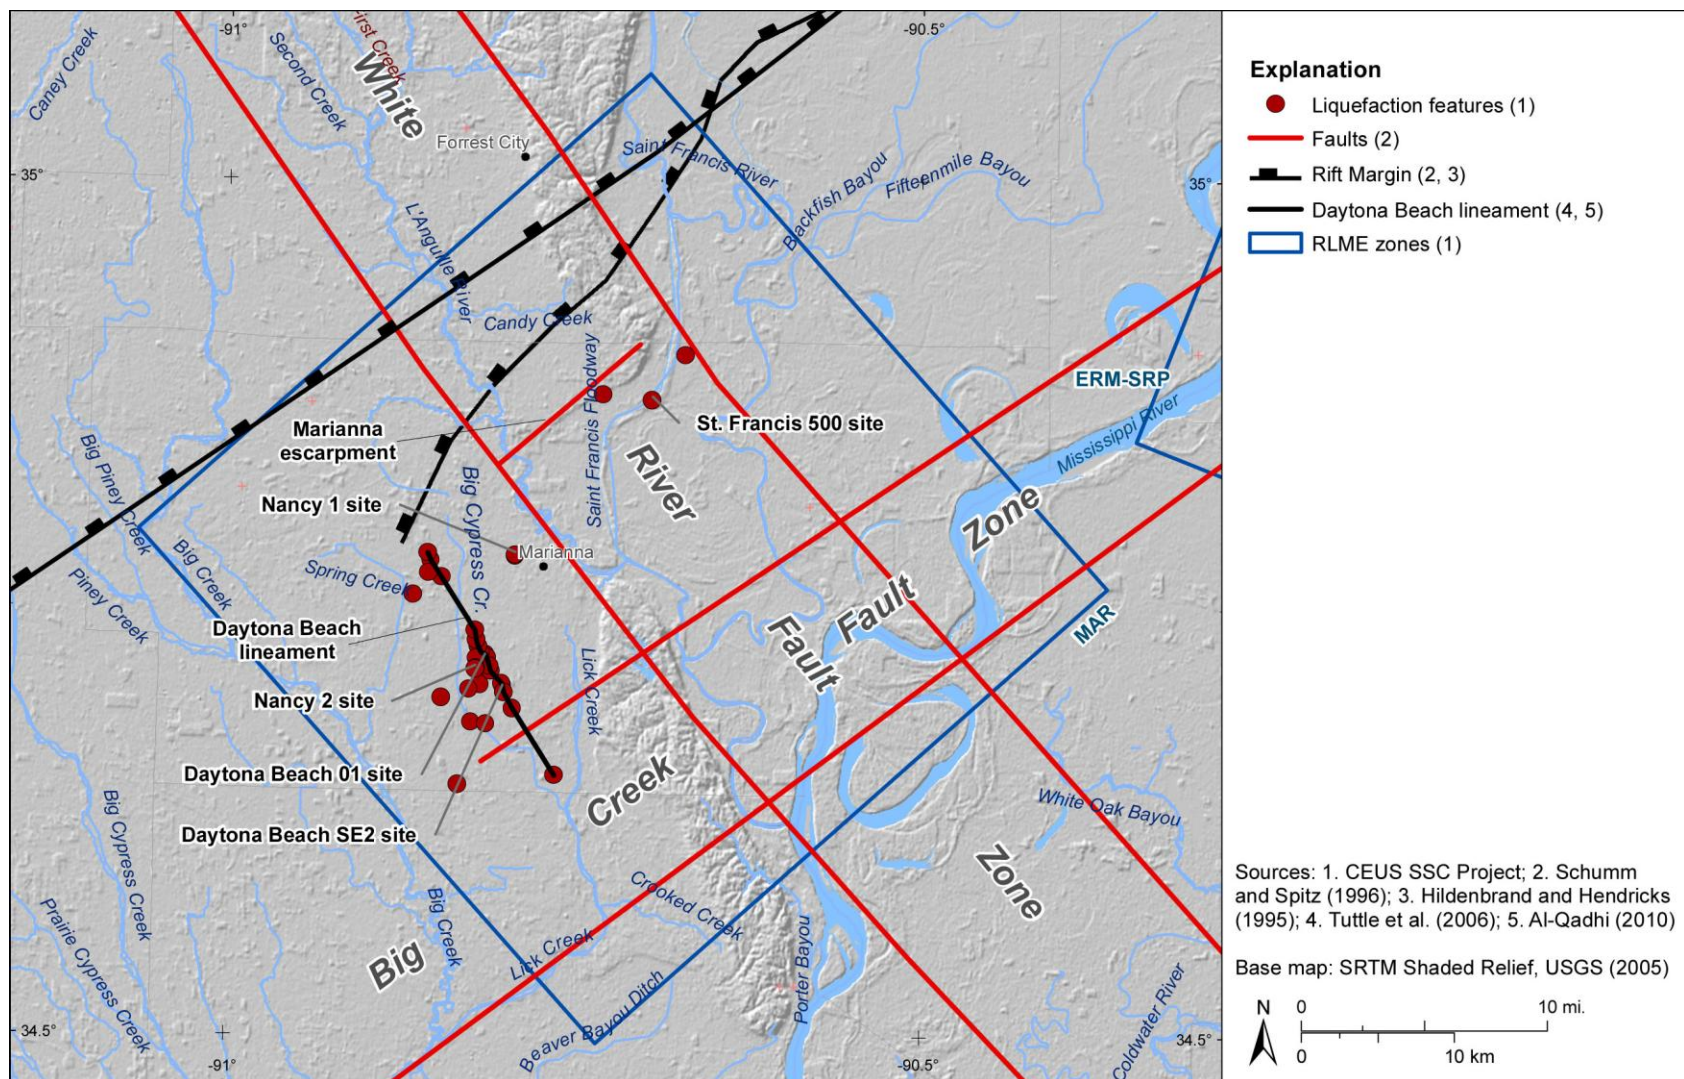 -91°
-90.5°
First Creek
Second Creek
Caney Creek
White
Forrest City
Saint Francis River
Backfish Bayou
Fifteenmile Bayou
35°
35°
L'Anguille River
Candy Creek
Saint Francis Floodway
ERM-SRP
Mississippi River
Marianna
escarpment
St. Francis 500 site
River
Big Piney Creek
Big Cypress Cr.
Nancy 1 site
Zone
Marianna
Big Creek
Spring Creek
Piney Creek
Fault
Fault
MAR
Daytona Beach
lineament
Lick Creek
Nancy 2 site
Daytona Beach 01 site
Creek
White Oak Bayou
Daytona Beach SE2 site
Big Cypress Creek
Zone
Crooked Creek
Big Creek
Prairie Cypress Creek
Lick Creek
Big
Porter Bayou
Beaver Bayou Ditch
Coldwater River
34.5°
34.5°
-91°
-90.5°
Explanation
Liquefaction features (1)
Faults (2)
Rift Margin (2, 3)
Daytona Beach lineament (4, 5)
RLME zones (1)
Sources: 1. CEUS SSC Project; 2. Schumm
and Spitz (1996); 3. Hildenbrand and Hendricks
(1995); 4. Tuttle et al. (2006); 5. Al-Qadhi (2010)
Base map: SRTM Shaded Relief, USGS (2005)
N
0 10 mi.
0 10 km